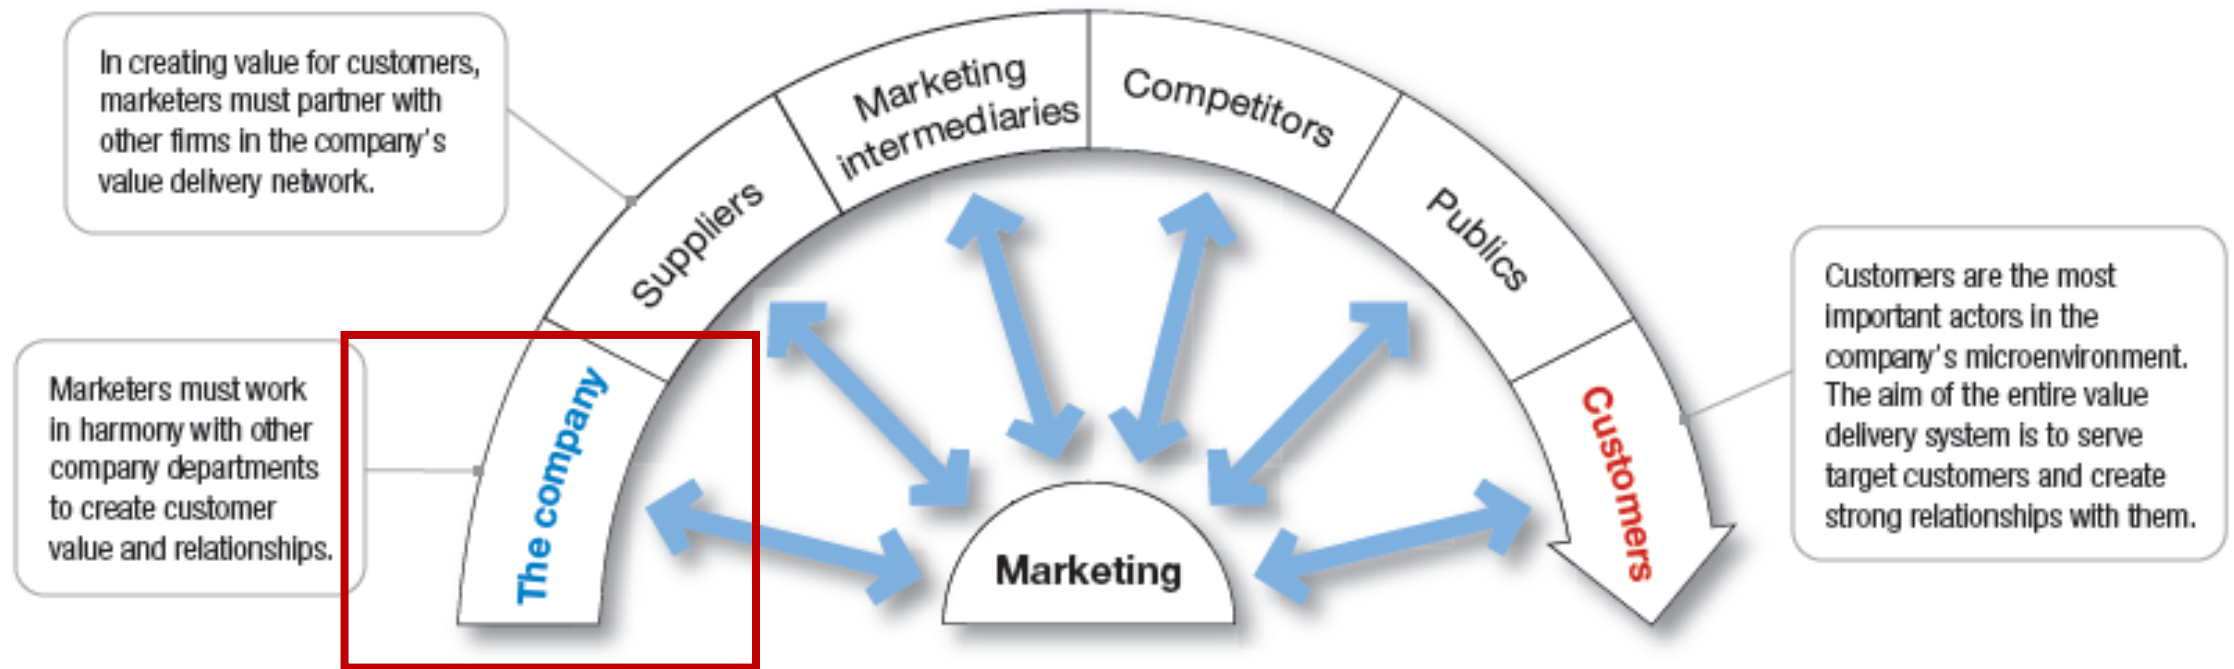 In creating value for customers,
marketers must partner with
other firms in the company's
value delivery network.
Marketers must work
in harmony with other
company departments
to create customer
value and relationships.
The company
Suppliers
Marketing
intermediaries
Competitors
Publics
Customers
Marketing
Customers are the most
important actors in the
company's microenvironment.
The aim of the entire value
delivery system is to serve
target customers and create
strong relationships with them.